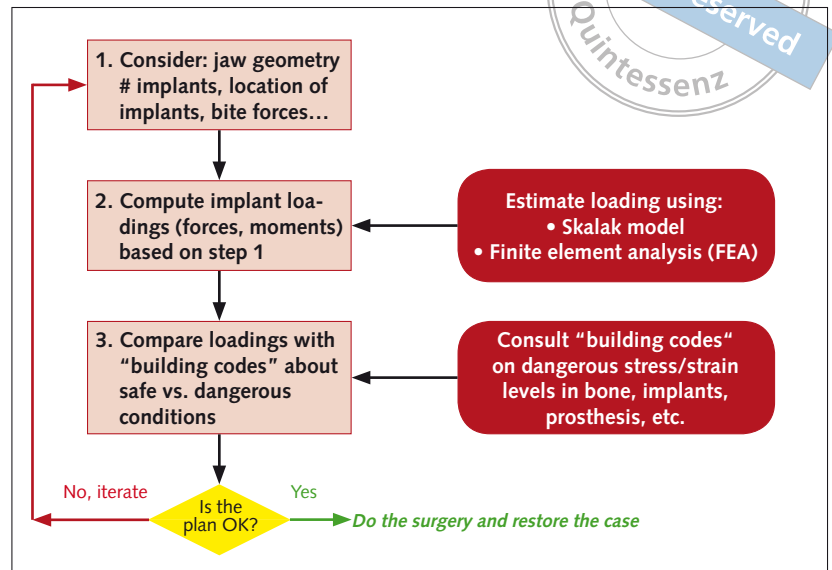 eserved
Quintessenz
1. Consider: jaw geometry
# implants, location of
implants, bite forces…
2. Compute implant loa-
dings (forces, moments)
based on step 1
Estimate loading using:
• Skalak model
• Finite element analysis (FEA)
3. Compare loadings with
“building codes” about
safe vs. dangerous
conditions
Consult “building codes“
on dangerous stress/strain
levels in bone, implants,
prosthesis, etc.
No, iterate
Is the
plan OK?
Yes
Do the surgery and restore the case